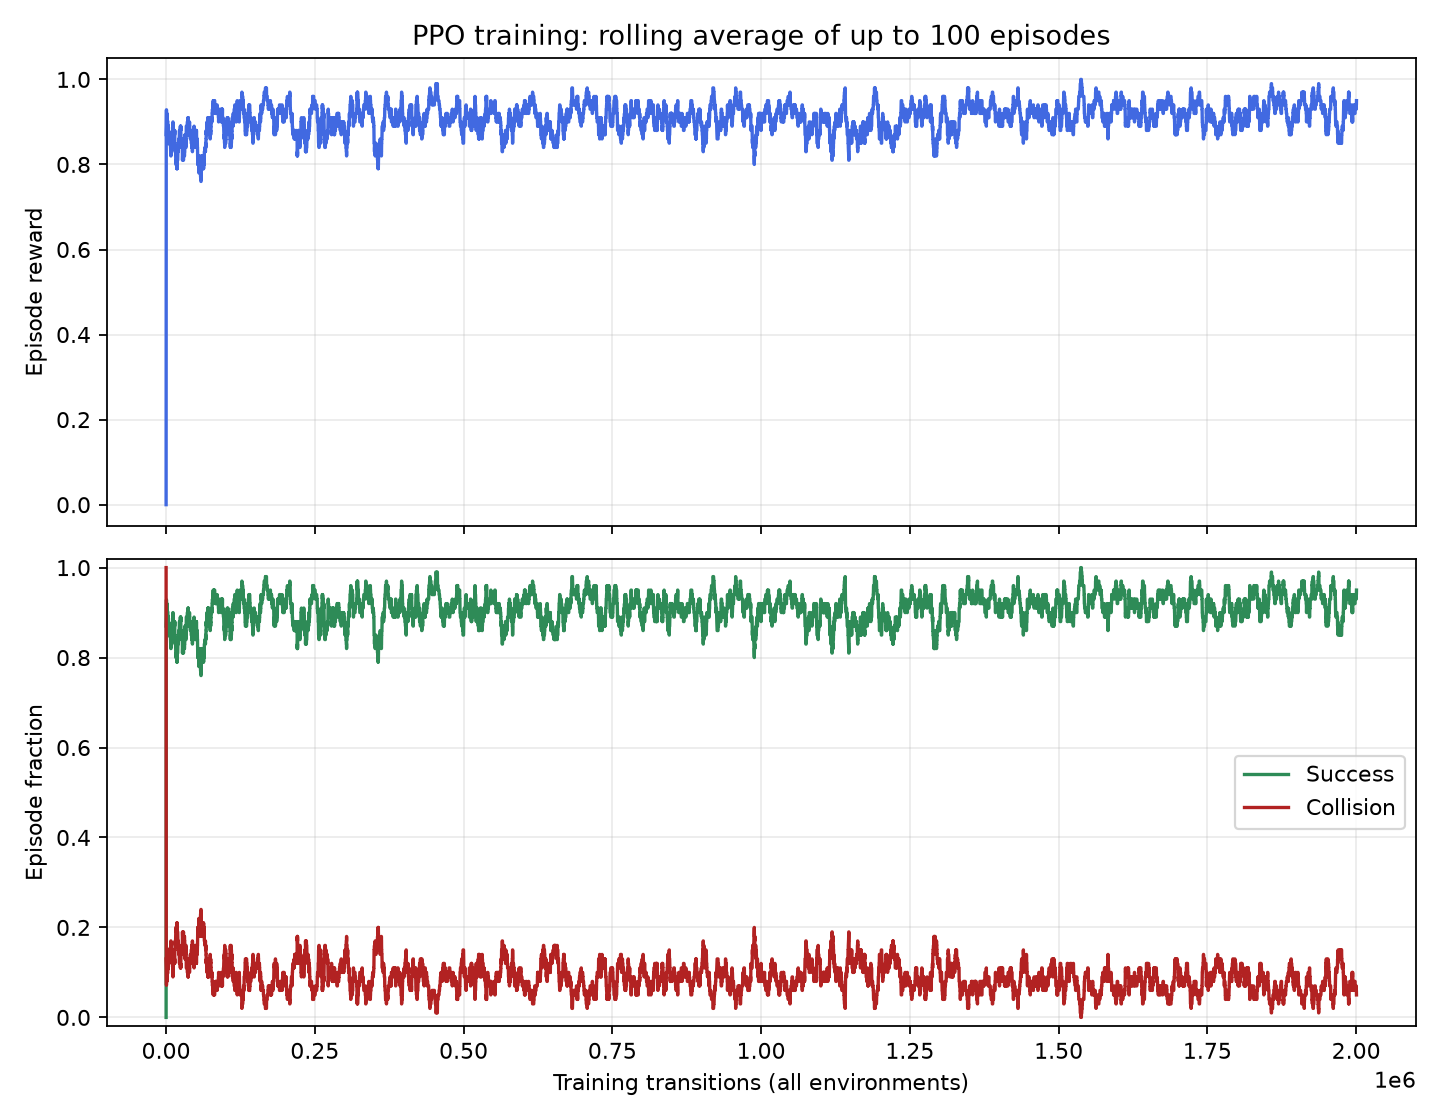 PPO training: rolling average of up to 100 episodes
1.0
0.8
0.6
0.4
0.2
0.0
Episode reward
1.0
0.8
0.6
0.4
0.2
0.0
Episode fraction
Success
Collision
0.00 0.25 0.50 0.75 1.00 1.25 1.50 1.75 2.00
1e6
Training transitions (all environments)